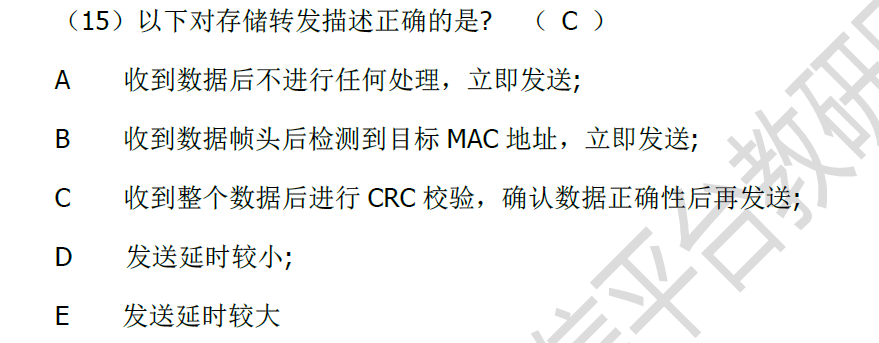 （15）以下对存储转发描述正确的是？ （ C ）
A 收到数据后不进行任何处理，立即发送；
B 收到数据帧头后检测到目标 MAC 地址，立即发送；
C 收到整个数据后进行 CRC 校验，确认数据正确性后再发送；
D 发送延时较小；
E 发送延时较大
信平台教研